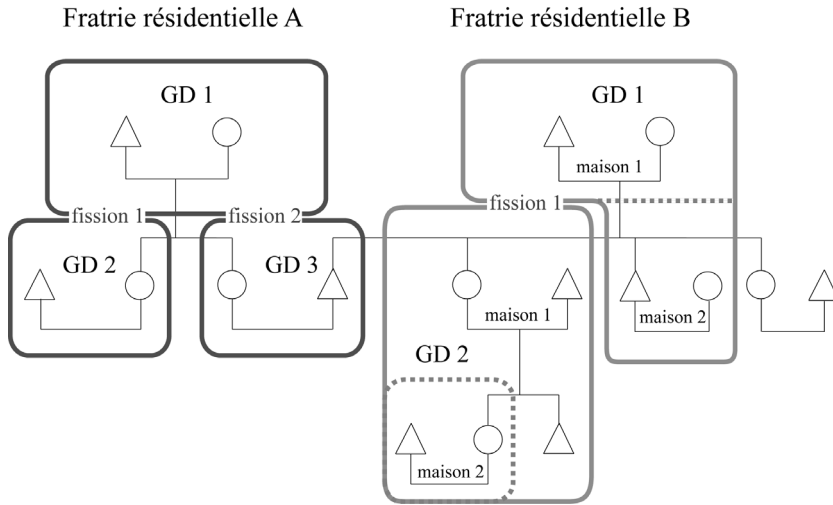 Fratrie résidentielle A
Fratrie résidentielle B
GD 1
fission 1
fission 2
GD 2
GD 3
GD 1
maison 1
fission 1
maison 2
maison 1
GD 2
maison 2